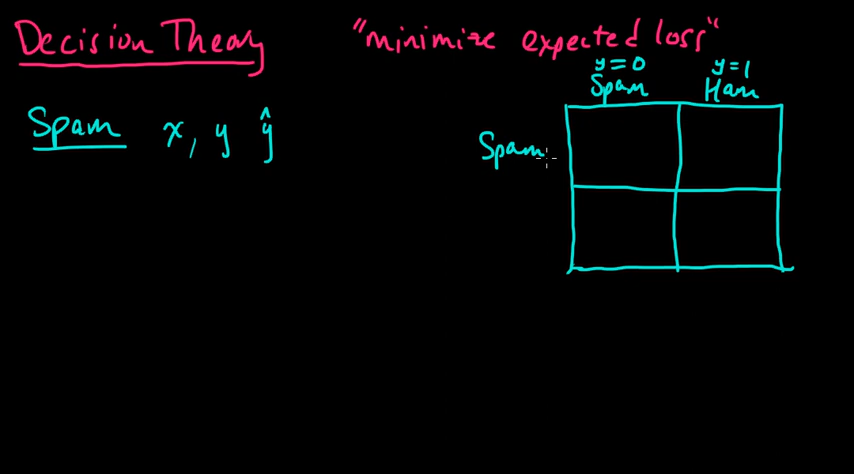 Decision Theory "minimize expected loss"
y=0 y=1
Spam Ham
Spam x, y ŷ
Spam